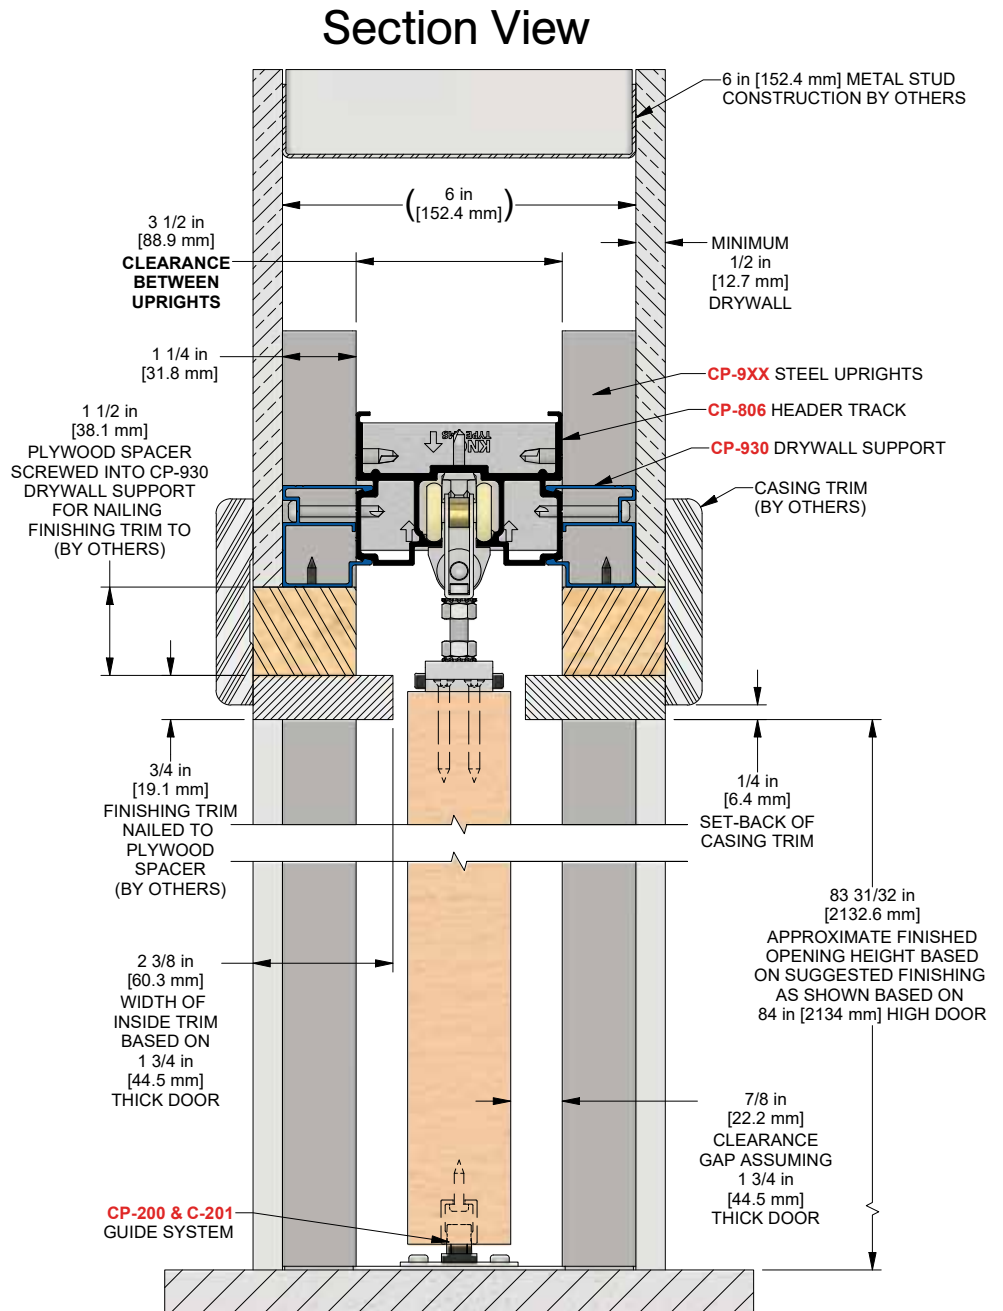 Section View
6 in [152.4 mm] METAL STUD
CONSTRUCTION BY OTHERS
( 6 in
[152.4 mm] )
3 1/2 in
[88.9 mm]
CLEARANCE
BETWEEN
UPRIGHTS
MINIMUM
1/2 in
[12.7 mm]
DRYWALL
1 1/4 in
[31.8 mm]
CP-9XX STEEL UPRIGHTS
CP-806 HEADER TRACK
CP-930 DRYWALL SUPPORT
CASING TRIM
(BY OTHERS)
1 1/2 in
[38.1 mm]
PLYWOOD SPACER
SCREWED INTO CP-930
DRYWALL SUPPORT
FOR NAILING
FINISHING TRIM TO
(BY OTHERS)
3/4 in
[19.1 mm]
FINISHING TRIM
NAILED TO
PLYWOOD
SPACER
(BY OTHERS)
1/4 in
[6.4 mm]
SET-BACK OF
CASING TRIM
83 31/32 in
[2132.6 mm]
APPROXIMATE FINISHED
OPENING HEIGHT BASED
ON SUGGESTED FINISHING
AS SHOWN BASED ON
84 in [2134 mm] HIGH DOOR
2 3/8 in
[60.3 mm]
WIDTH OF
INSIDE TRIM
BASED ON
1 3/4 in
[44.5 mm]
THICK DOOR
7/8 in
[22.2 mm]
CLEARANCE
GAP ASSUMING
1 3/4 in
[44.5 mm]
THICK DOOR
CP-200 & C-201
GUIDE SYSTEM